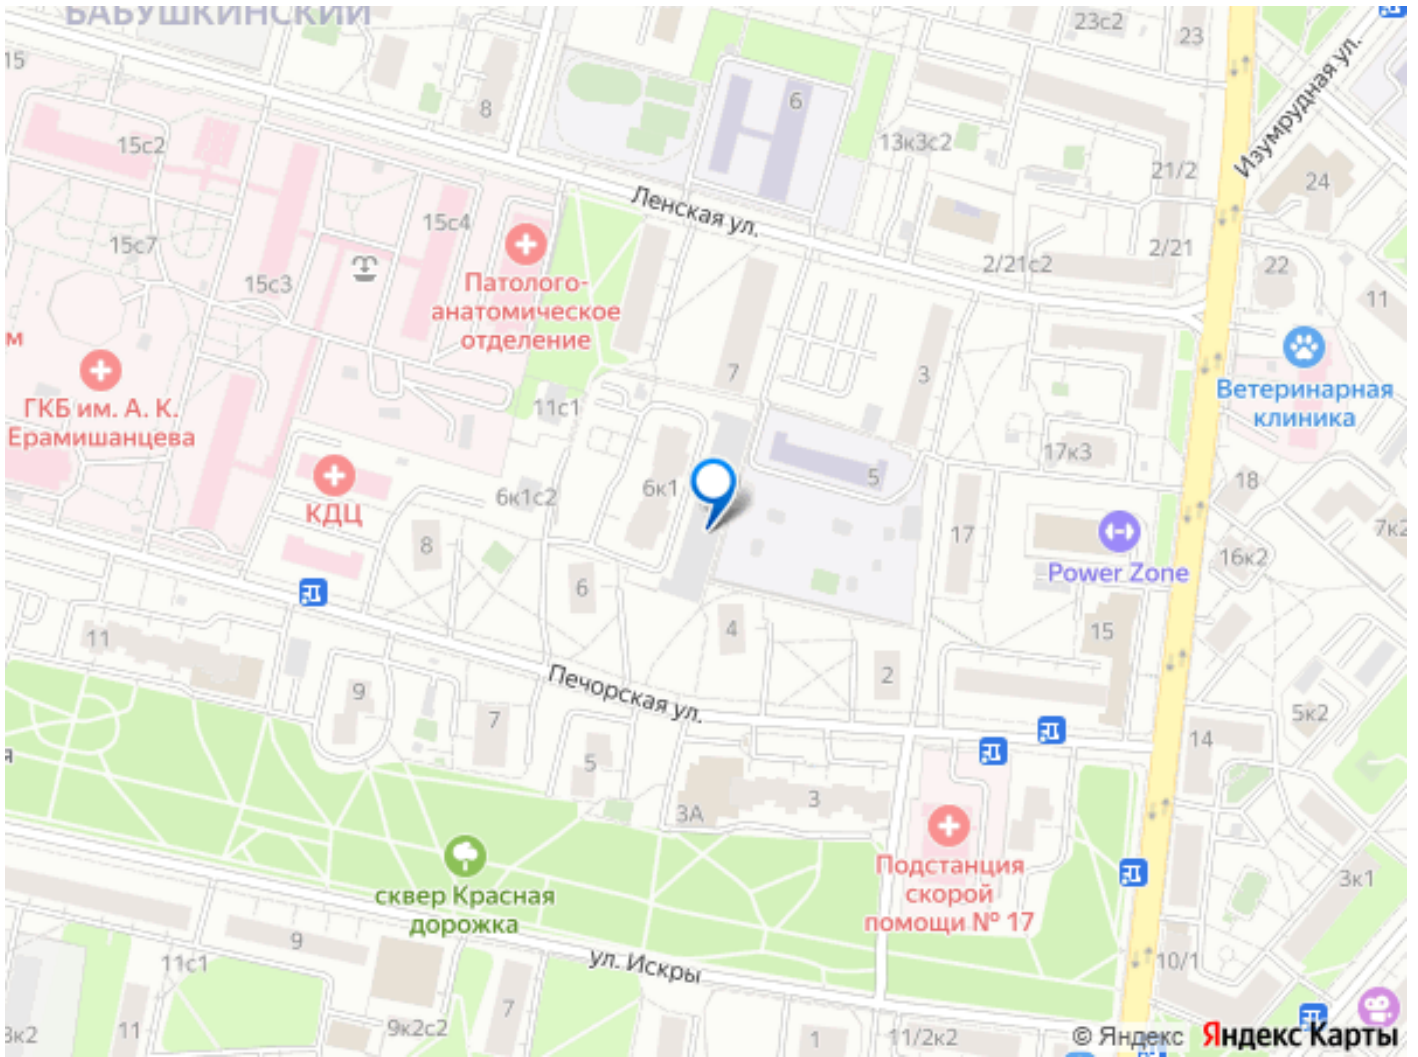 БАБУШКИНСКИЙ
23с2
23
15
8
6
Изумрудная ул.
15с2
13к3с2
21/2
24
Ленская ул.
15с4
15с7
2/21с2
2/21
22
15с3
11
Патолого-
анатомическое
отделение
м
7
3
Ветеринарная
клиника
ГКБ им. А. К.
Ерамишанцева
11с1
17к3
5
18
6к1
6к1с2
КДЦ
7к2
8
17
16к2
Power Zone
6
4
15
11
2
Печорская ул.
9
7
5к2
14
я
5
3
3А
Подстанция
скорой
помощи № 17
3к1
сквер Красная
дорожка
9
ул. Искры
11с1
10/1
7
9к2с2
11
3к2
1
11/2к2
© Яндекс Яндекс Карты